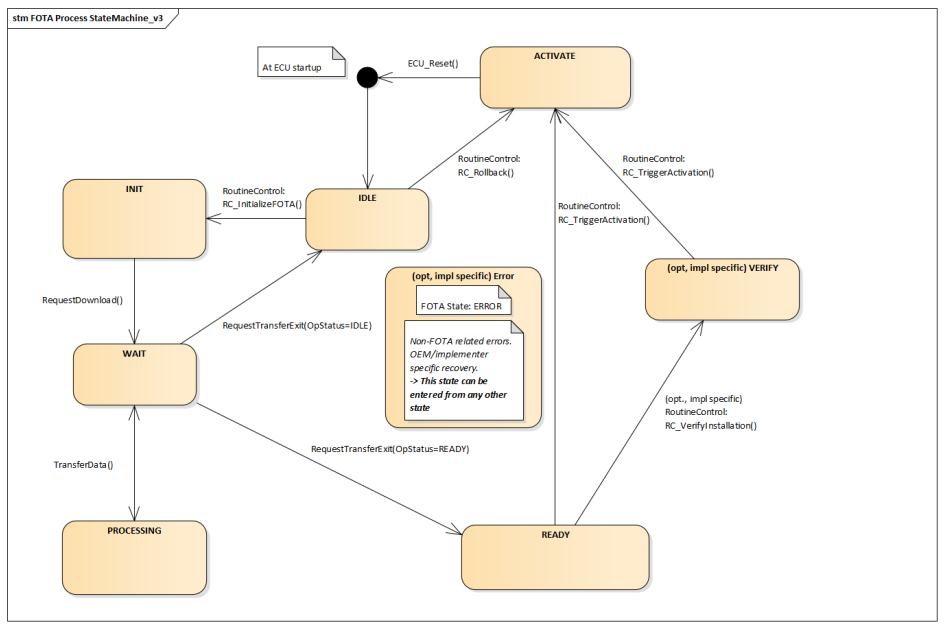 stm FOTA Process StateMachine_v3
At ECU startup
ECU_Reset()
ACTIVATE
RoutineControl:
RC_Rollback()
RoutineControl:
RC_TriggerActivation()
INIT
RoutineControl:
RC_InitializeFOTA()
IDLE
RoutineControl:
RC_TriggerActivation()
(opt, impl specific) VERIFY
(opt, impl specific) Error
FOTA State: ERROR
Non-FOTA related errors.
OEM/implementer
specific recovery.
-> This state can be
entered from any other
state
RequestDownload()
RequestTransferExit(OpStatus=IDLE)
WAIT
(opt., impl specific)
RoutineControl:
RC_VerifyInstallation()
RequestTransferExit(OpStatus=READY)
TransferData()
PROCESSING
READY